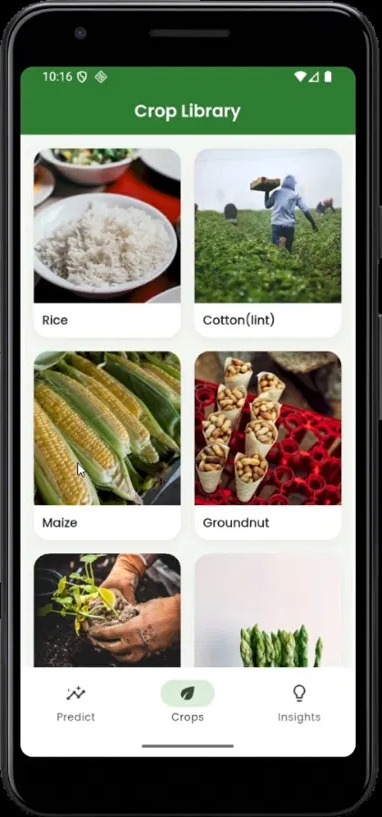 10:16
Crop Library
Rice
Cotton(lint)
Maize
Groundnut
Predict
Crops
Insights